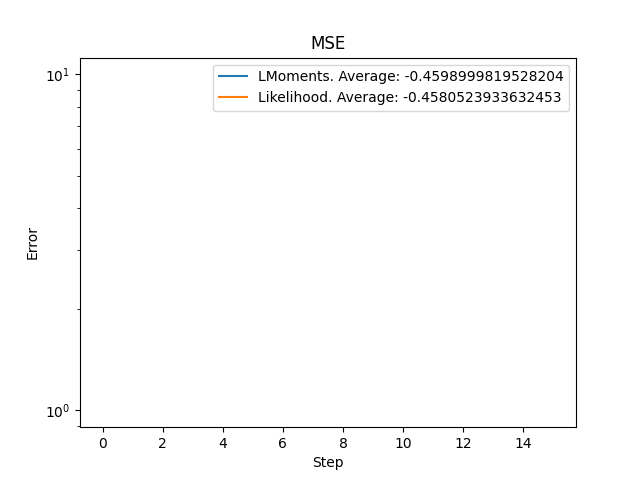 MSE
LMoments. Average: -0.4598999819528204
Likelihood. Average: -0.4580523933632453
10¹
Error
10⁰
0 2 4 6 8 10 12 14
Step